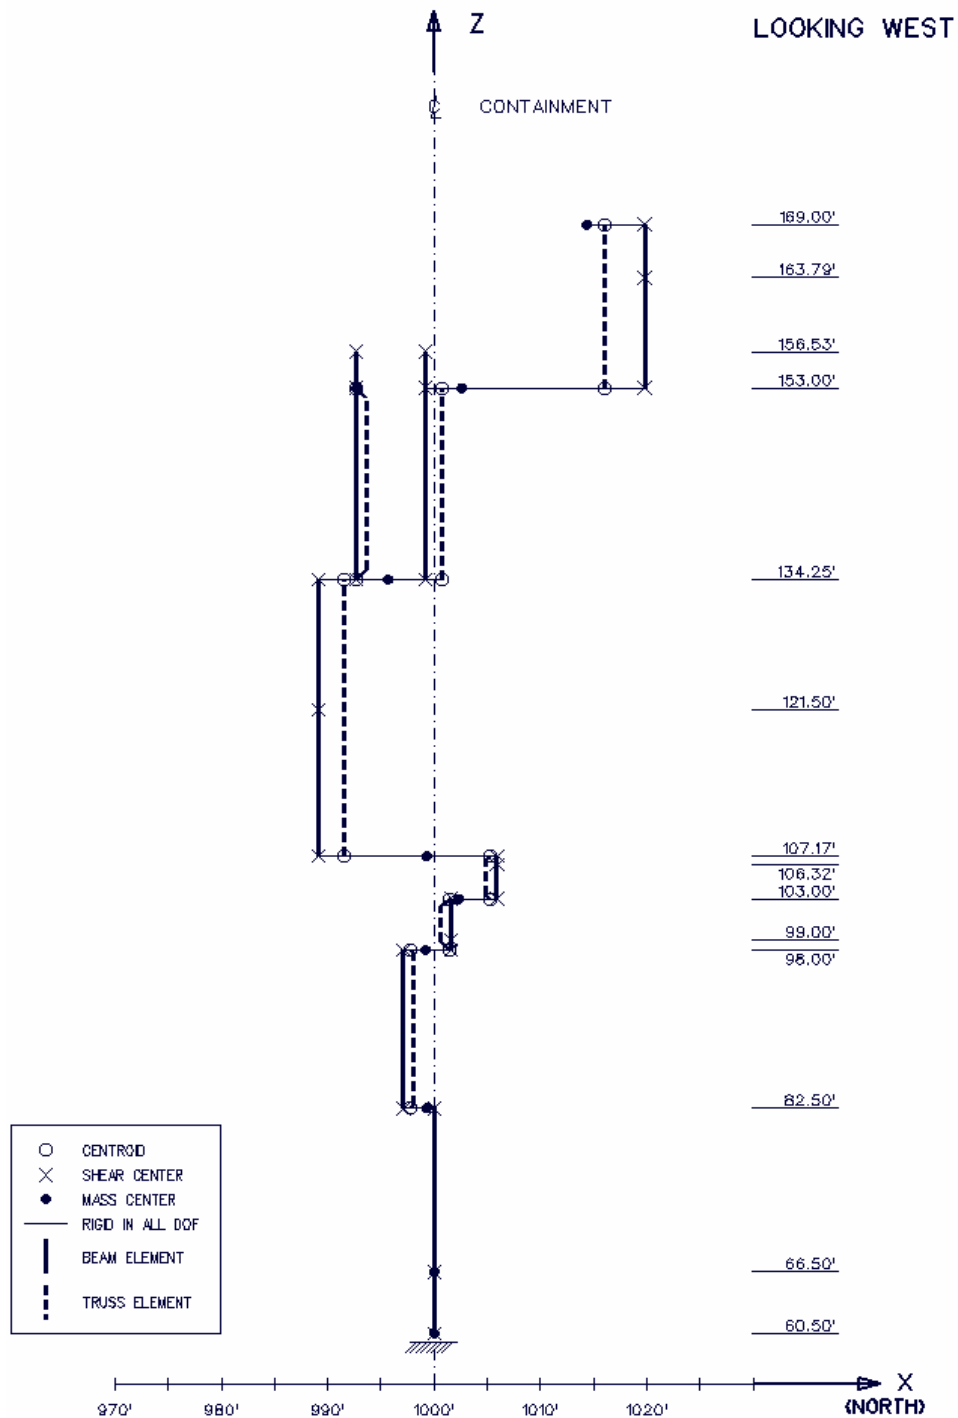 Z
LOOKING WEST
℄ CONTAINMENT
169.00'
163.79'
156.53'
153.00'
134.25'
121.50'
107.17'
106.32'
103.00'
99.00'
98.00'
82.50'
CENTROID
SHEAR CENTER
MASS CENTER
RIGID IN ALL DOF
BEAM ELEMENT
TRUSS ELEMENT
66.50'
60.50'
X
(NORTH)
970' 980' 990' 1000' 1010' 1020'